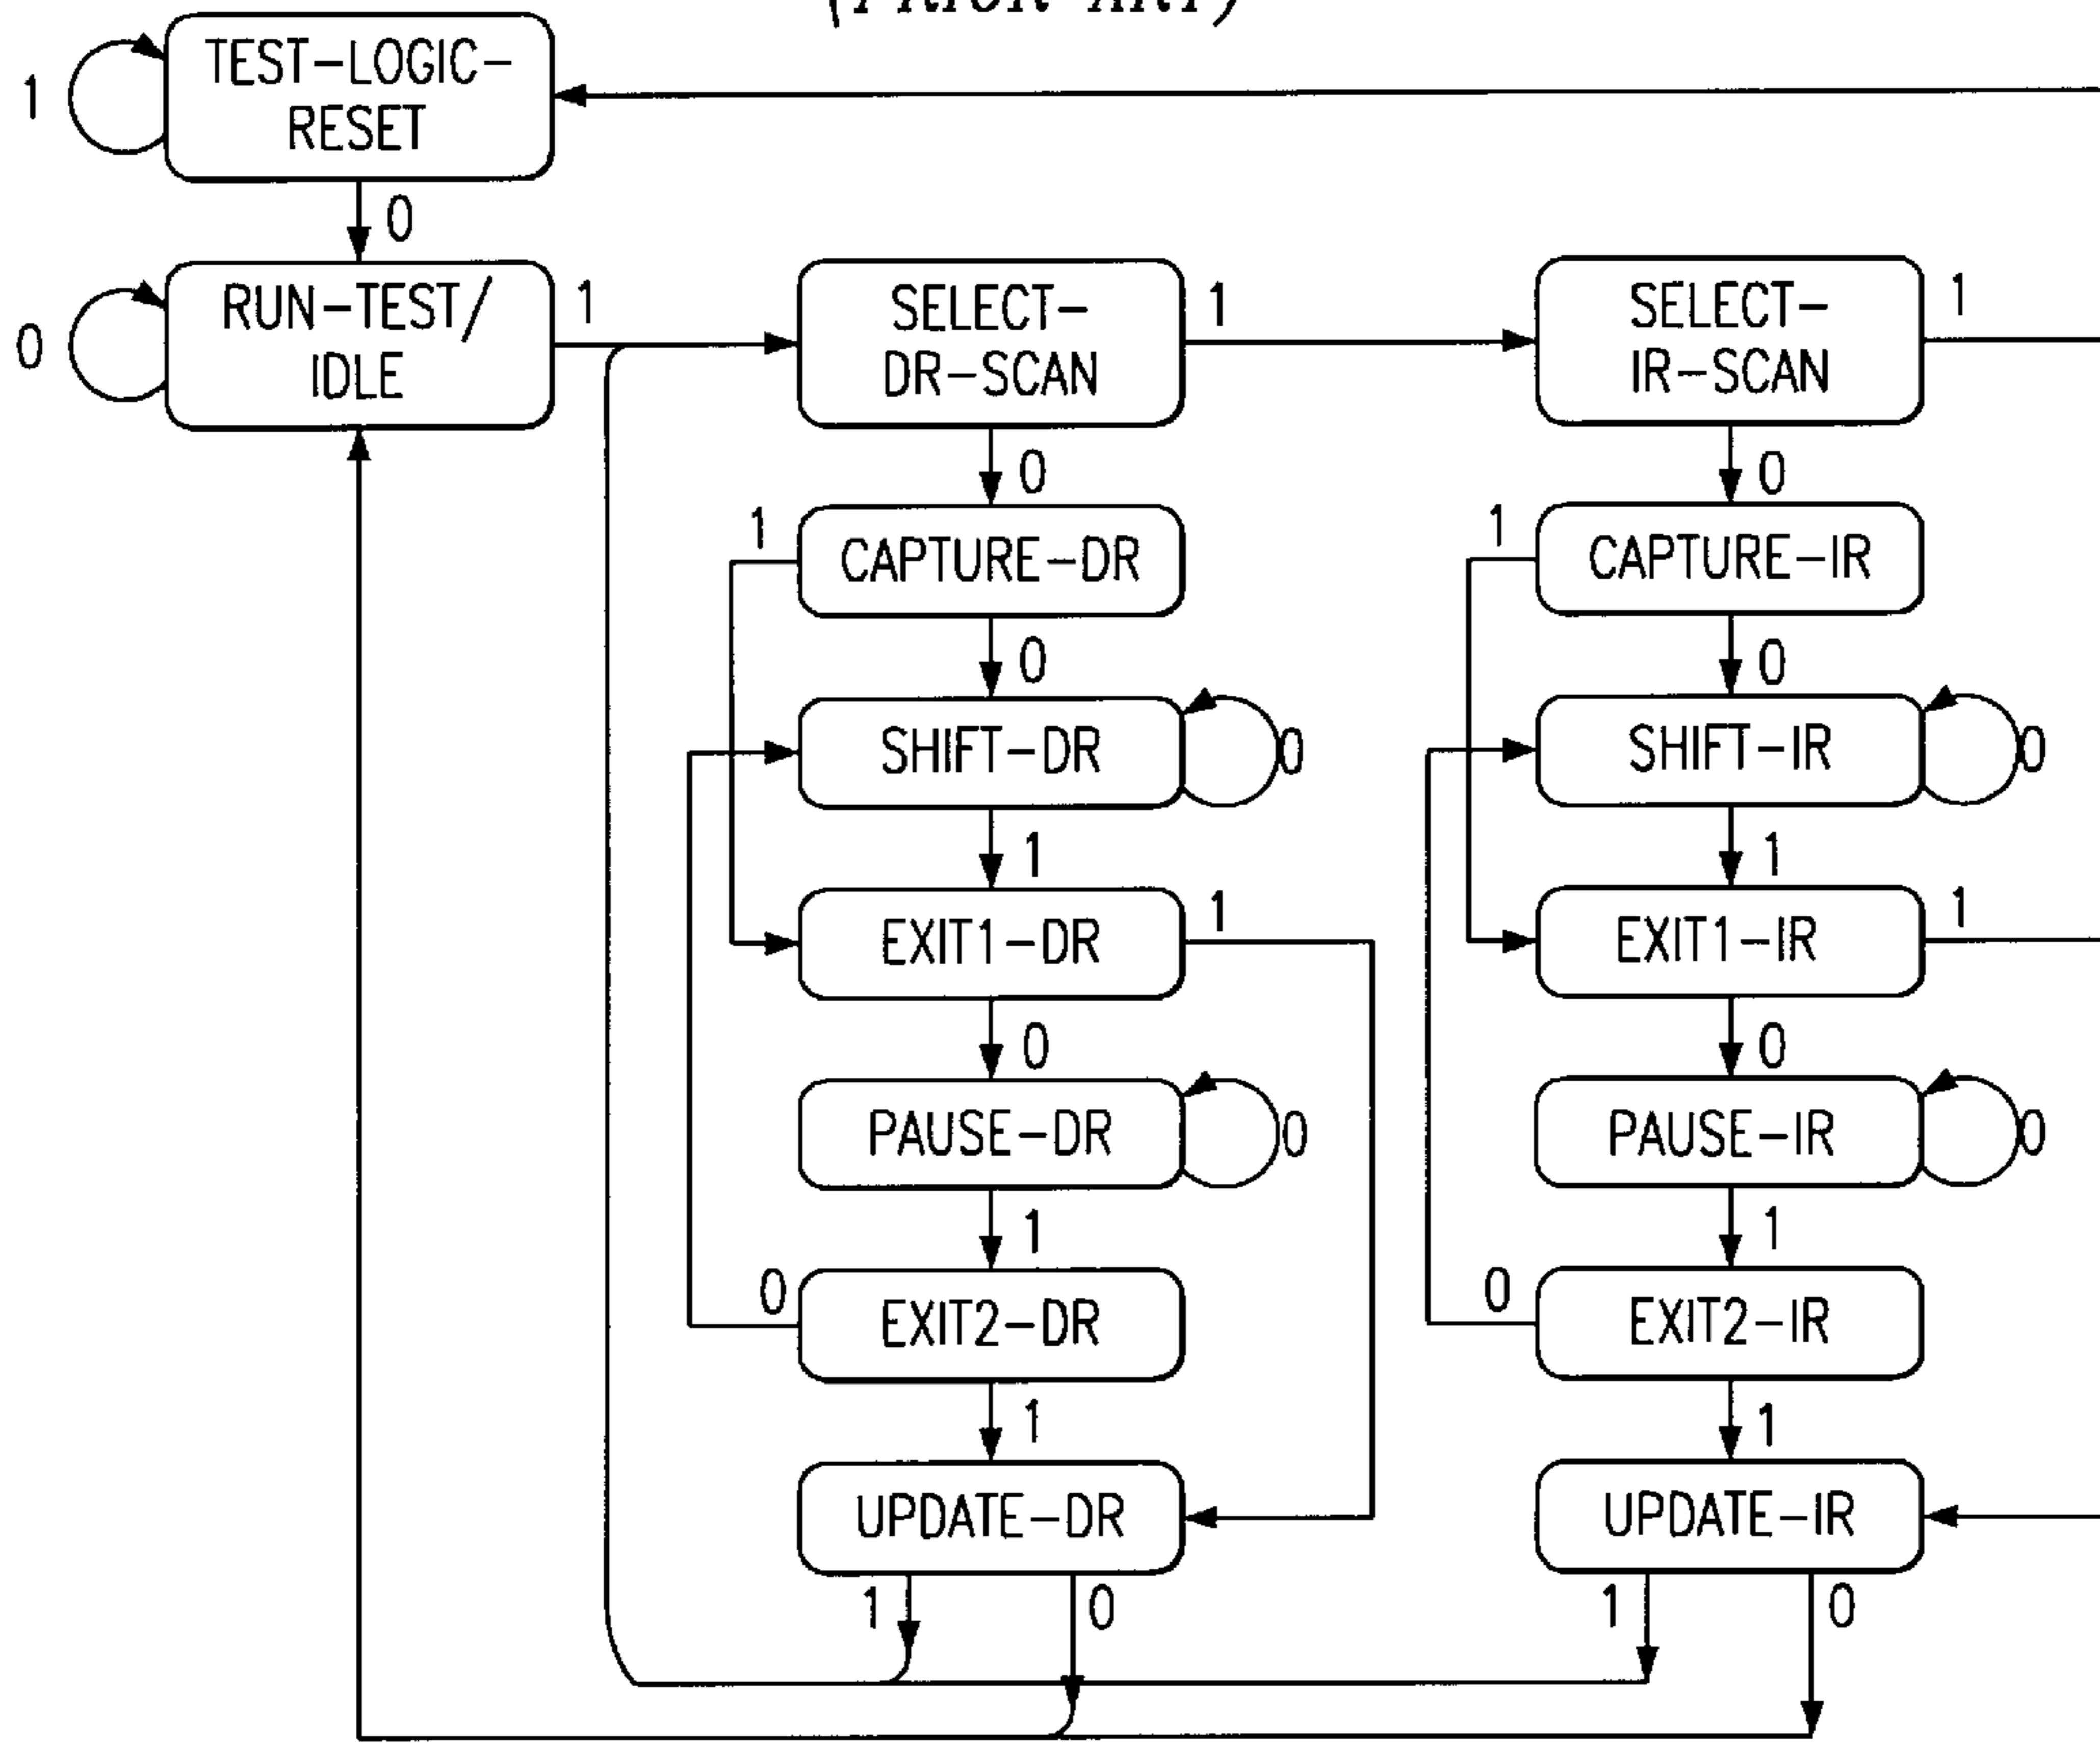 (PRIOR ART)
TEST-LOGIC-
RESET
1
0
RUN-TEST/
IDLE
0
1
SELECT-
DR-SCAN
1
SELECT-
IR-SCAN
1
0
0
1
CAPTURE-DR
1
CAPTURE-IR
0
0
SHIFT-DR
0
SHIFT-IR
0
1
1
EXIT1-DR
1
EXIT1-IR
1
0
0
PAUSE-DR
0
PAUSE-IR
0
1
1
0
EXIT2-DR
0
EXIT2-IR
1
1
UPDATE-DR
UPDATE-IR
1
0
1
0